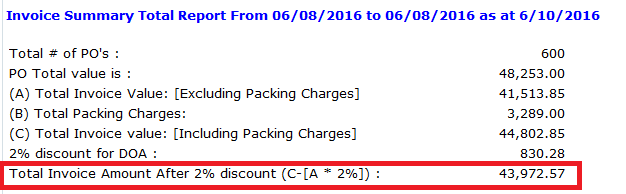 Invoice Summary Total Report From 06/08/2016 to 06/08/2016 as at 6/10/2016
Total # of PO's : 600
PO Total value is : 48,253.00
(A) Total Invoice Value: [Excluding Packing Charges] 41,513.85
(B) Total Packing Charges: 3,289.00
(C) Total Invoice value: [Including Packing Charges] 44,802.85
2% discount for DOA : 830.28
Total Invoice Amount After 2% discount (C-[A * 2%]) : 43,972.57